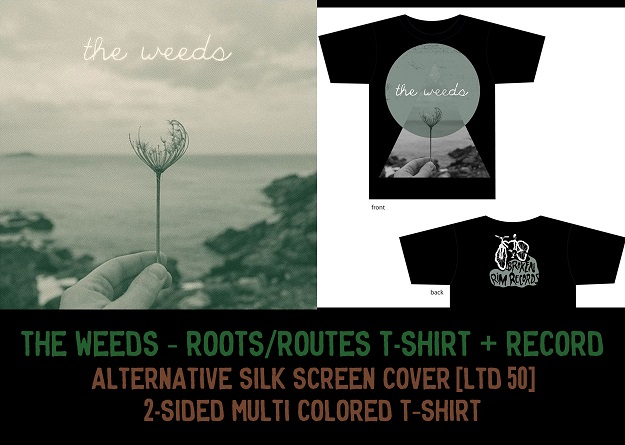 the weeds
the weeds
front
BROKEN
RIM RECORDS
back
THE WEEDS - ROOTS/ROUTES T-SHIRT + RECORD
ALTERNATIVE SILK SCREEN COVER [LTD 50]
2-SIDED MULTI COLORED T-SHIRT